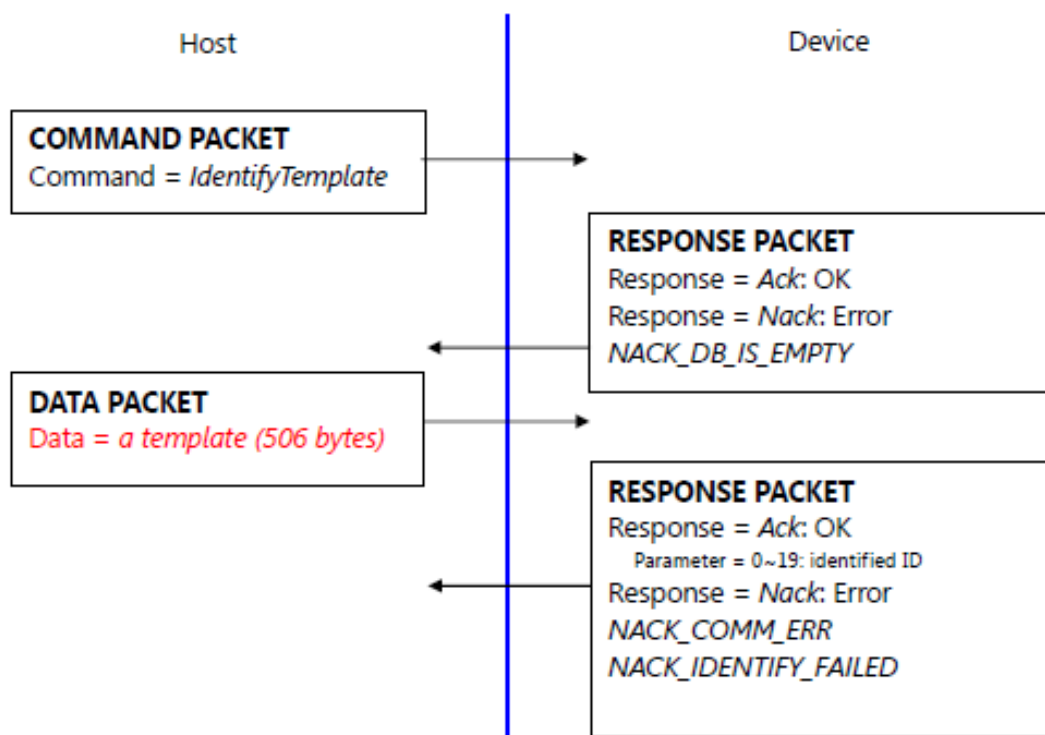 Host
Device
COMMAND PACKET
Command = IdentifyTemplate
RESPONSE PACKET
Response = Ack: OK
Response = Nack: Error
NACK_DB_IS_EMPTY
DATA PACKET
Data = a template (506 bytes)
RESPONSE PACKET
Response = Ack: OK
Parameter = 0~19: identified ID
Response = Nack: Error
NACK_COMM_ERR
NACK_IDENTIFY_FAILED